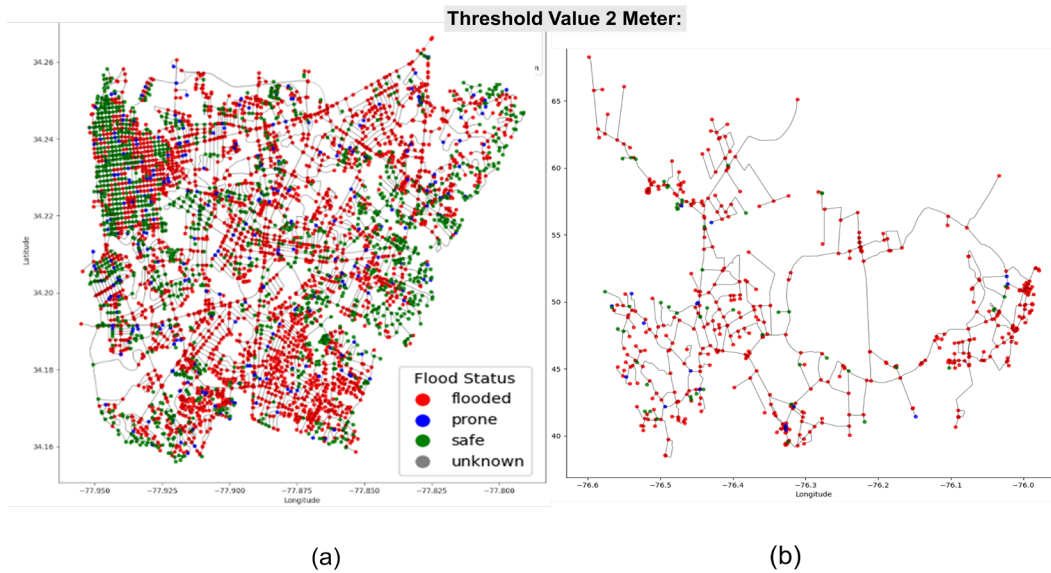 Threshold Value 2 Meter:
n
34.26
34.24
34.22
34.20
34.18
34.16
Latitude
Flood Status
flooded
prone
safe
unknown
−77.950 −77.925 −77.900 −77.875 −77.850 −77.825 −77.800
Longitude
65
60
55
50
45
40
−76.6 −76.5 −76.4 −76.3 −76.2 −76.1 −76.0
Longitude
(a)
(b)